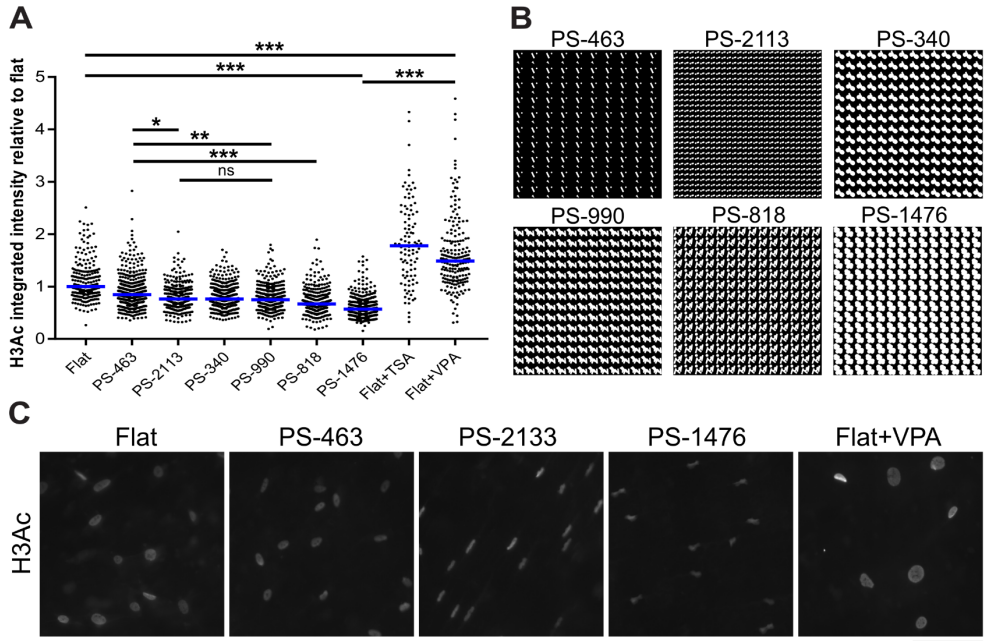 A
H3Ac integrated intensity relative to flat
5
4
3
2
1
0
***
***
***
*
**
***
ns
Flat
PS-463
PS-2113
PS-340
PS-990
PS-818
PS-1476
Flat+TSA
Flat+VPA
B
PS-463
PS-2113
PS-340
PS-990
PS-818
PS-1476
C
Flat
PS-463
PS-2133
PS-1476
Flat+VPA
H3Ac